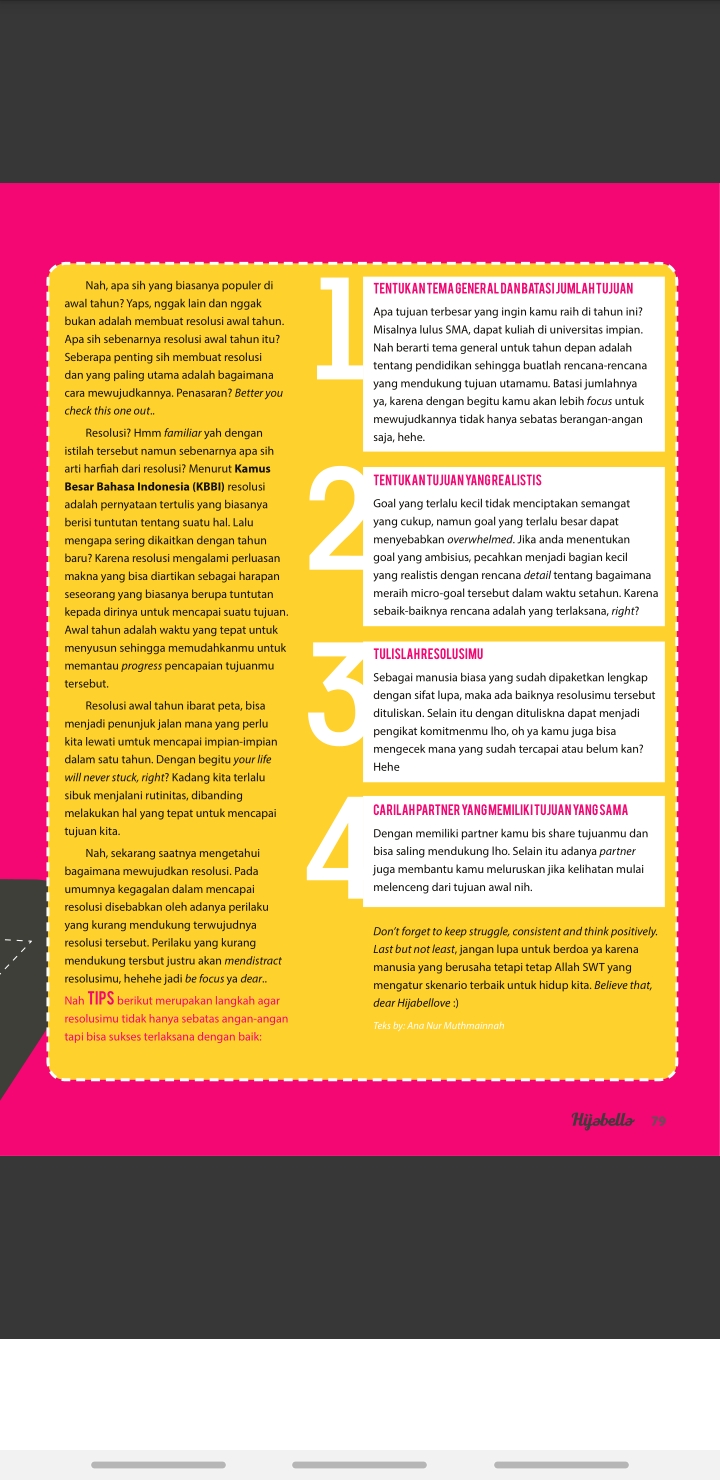 Nah, apa sih yang biasanya populer di
awal tahun? Yaps, nggak lain dan nggak
bukan adalah membuat resolusi awal tahun.
Apa sih sebenarnya resolusi awal tahun itu?
Seberapa penting sih membuat resolusi
dan yang paling utama adalah bagaimana
cara mewujudkannya. Penasaran? Better you
check this one out..
Resolusi? Hmm familiar yah dengan
istilah tersebut namun sebenarnya apa sih
arti harfiah dari resolusi? Menurut Kamus
Besar Bahasa Indonesia (KBBI) resolusi
adalah pernyataan tertulis yang biasanya
berisi tuntutan tentang suatu hal. Lalu
mengapa sering dikaitkan dengan tahun
baru? Karena resolusi mengalami perluasan
makna yang bisa diartikan sebagai harapan
seseorang yang biasanya berupa tuntutan
kepada dirinya untuk mencapai suatu tujuan.
Awal tahun adalah waktu yang tepat untuk
menyusun sehingga memudahkanmu untuk
memantau progress pencapaian tujuanmu
tersebut.
Resolusi awal tahun ibarat peta, bisa
menjadi penunjuk jalan mana yang perlu
kita lewati umtuk mencapai impian-impian
dalam satu tahun. Dengan begitu your life
will never stuck, right? Kadang kita terlalu
sibuk menjalani rutinitas, dibanding
melakukan hal yang tepat untuk mencapai
tujuan kita.
Nah, sekarang saatnya mengetahui
bagaimana mewujudkan resolusi. Pada
umumnya kegagalan dalam mencapai
resolusi disebabkan oleh adanya perilaku
yang kurang mendukung terwujudnya
resolusi tersebut. Perilaku yang kurang
mendukung tersbut justru akan mendistract
resolusimu, hehehe jadi be focus ya dear..
Nah TIPS berikut merupakan langkah agar
resolusimu tidak hanya sebatas angan-angan
tapi bisa sukses terlaksana dengan baik:
1
TENTUKAN TEMA GENERAL DAN BATASI JUMLAH TUJUAN
Apa tujuan terbesar yang ingin kamu raih di tahun ini?
Misalnya lulus SMA, dapat kuliah di universitas impian.
Nah berarti tema general untuk tahun depan adalah
tentang pendidikan sehingga buatlah rencana-rencana
yang mendukung tujuan utamamu. Batasi jumlahnya
ya, karena dengan begitu kamu akan lebih focus untuk
mewujudkannya tidak hanya sebatas berangan-angan
saja, hehe.
2
TENTUKAN TUJUAN YANG REALISTIS
Goal yang terlalu kecil tidak menciptakan semangat
yang cukup, namun goal yang terlalu besar dapat
menyebabkan overwhelmed. Jika anda menentukan
goal yang ambisius, pecahkan menjadi bagian kecil
yang realistis dengan rencana detail tentang bagaimana
meraih micro-goal tersebut dalam waktu setahun. Karena
sebaik-baiknya rencana adalah yang terlaksana, right?
3
TULISLAH RESOLUSIMU
Sebagai manusia biasa yang sudah dipaketkan lengkap
dengan sifat lupa, maka ada baiknya resolusimu tersebut
dituliskan. Selain itu dengan dituliskna dapat menjadi
pengikat komitmenmu lho, oh ya kamu juga bisa
mengecek mana yang sudah tercapai atau belum kan?
Hehe
4
CARILAH PARTNER YANG MEMILIKI TUJUAN YANG SAMA
Dengan memiliki partner kamu bis share tujuanmu dan
bisa saling mendukung lho. Selain itu adanya partner
juga membantu kamu meluruskan jika kelihatan mulai
melenceng dari tujuan awal nih.
Don't forget to keep struggle, consistent and think positively.
Last but not least, jangan lupa untuk berdoa ya karena
manusia yang berusaha tetapi tetap Allah SWT yang
mengatur skenario terbaik untuk hidup kita. Believe that,
dear Hijabellove :)
Teks by: Ana Nur Muthmainnah
Hijabella